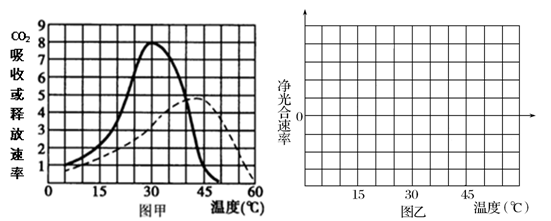 CO2
吸
收
或
释
放
速
率
9
8
7
6
5
4
3
2
1
0 15 30 45 60
温度(℃)
图甲
净
光
合
速
率
0
15 30 45 温度(℃)
图乙